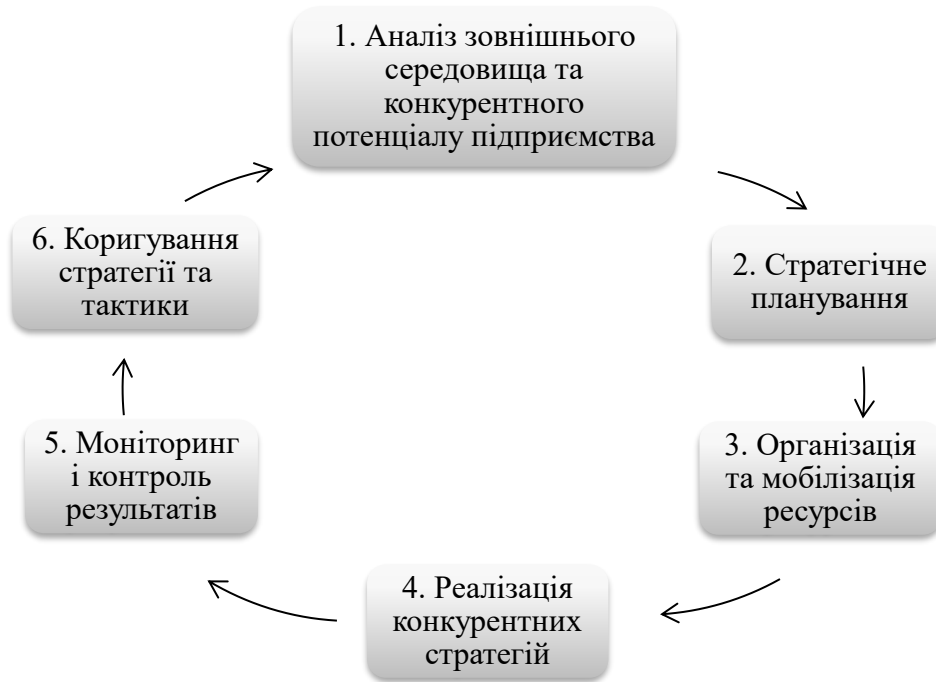 1. Аналіз зовнішнього
середовища та
конкурентного
потенціалу підприємства
2. Стратегічне
планування
3. Організація
та мобілізація
ресурсів
4. Реалізація
конкурентних
стратегій
5. Моніторинг
і контроль
результатів
6. Коригування
стратегії та
тактики